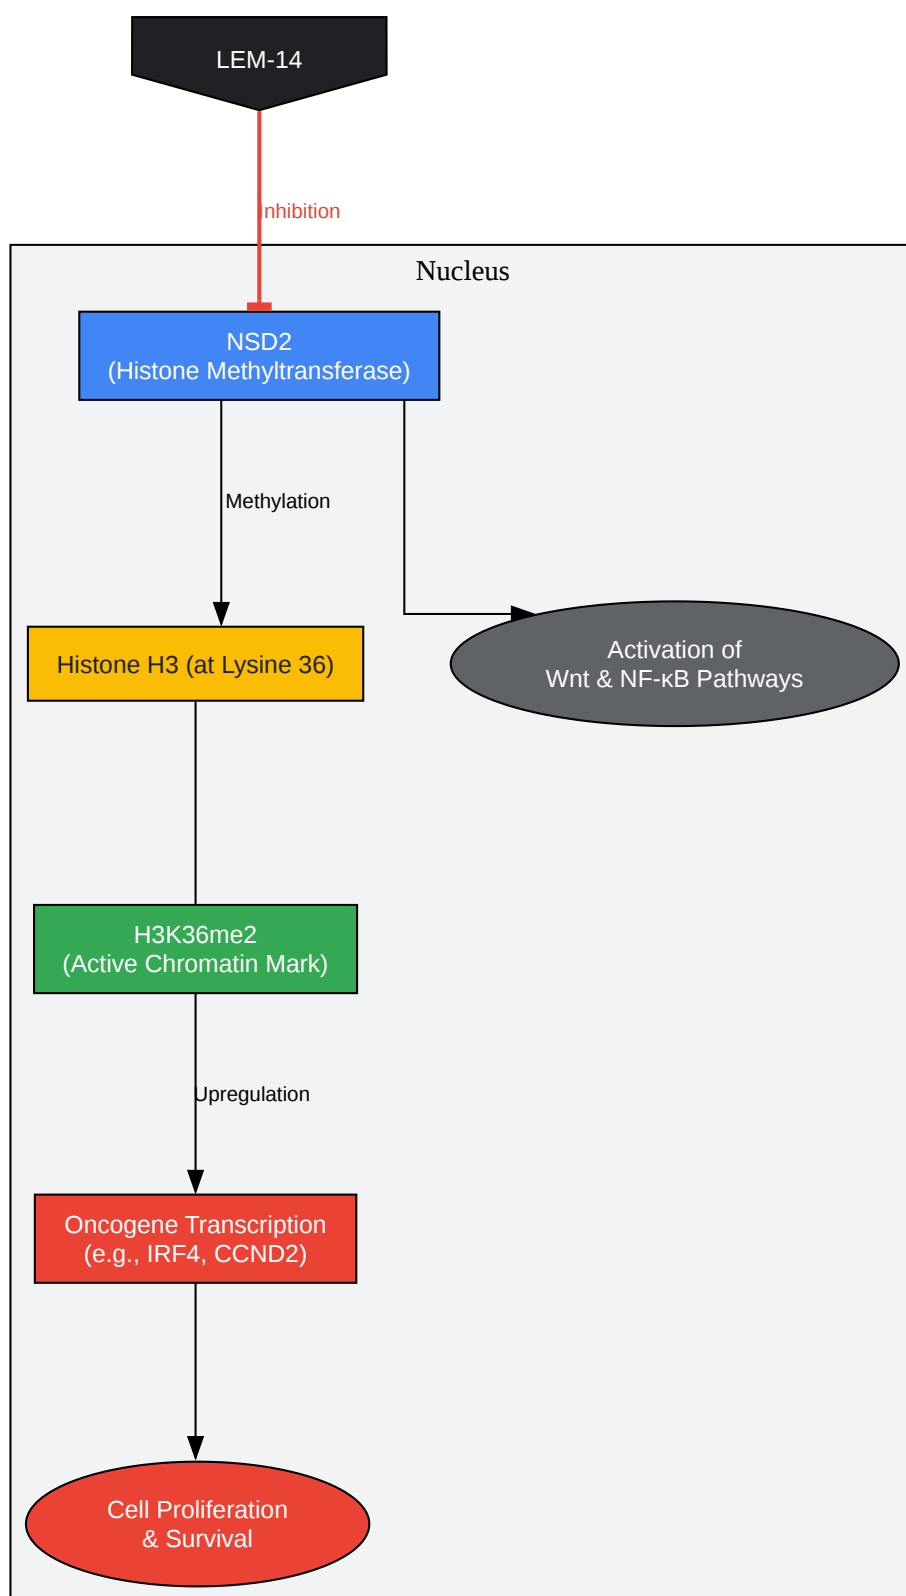 LEM-14
Inhibition
Nucleus
NSD2
(Histone Methyltransferase)
Methylation
Histone H3 (at Lysine 36)
Activation of
Wnt & NF-κB Pathways
H3K36me2
(Active Chromatin Mark)
Upregulation
Oncogene Transcription
(e.g., IRF4, CCND2)
Cell Proliferation
& Survival